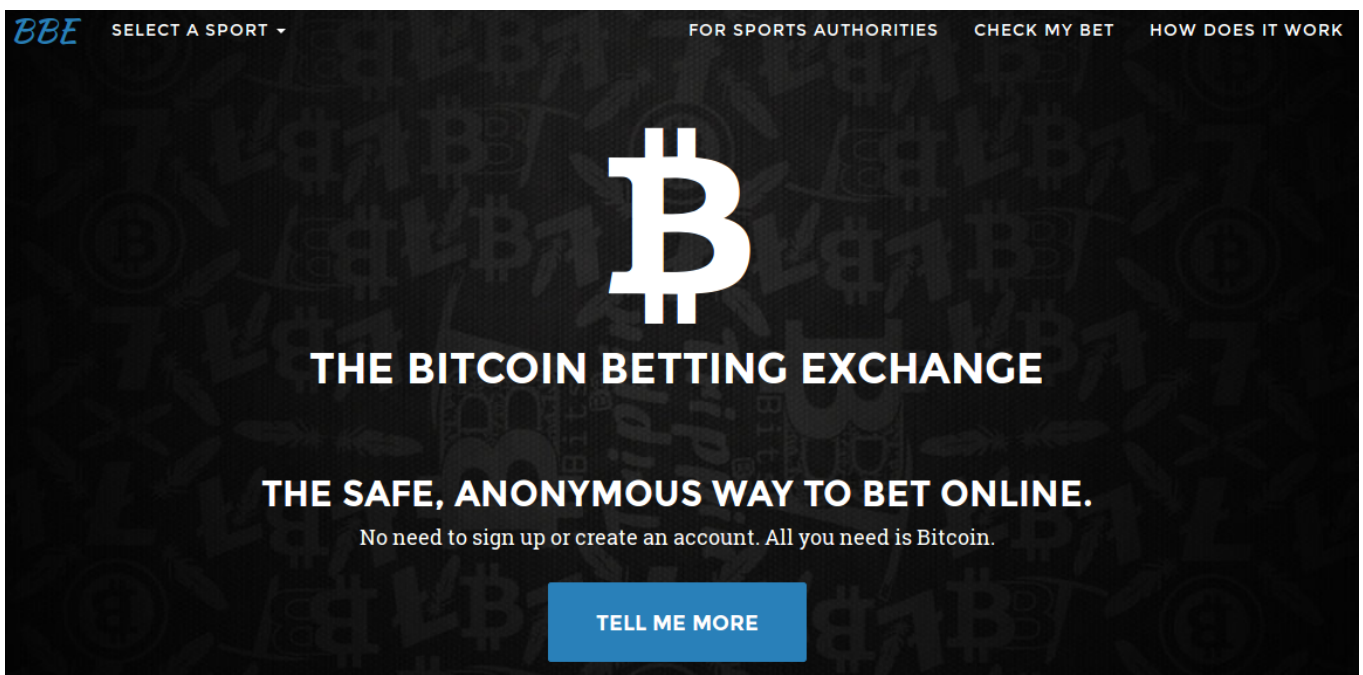 BBE SELECT A SPORT FOR SPORTS AUTHORITIES CHECK MY BET HOW DOES IT WORK
THE BITCOIN BETTING EXCHANGE
THE SAFE, ANONYMOUS WAY TO BET ONLINE.
No need to sign up or create an account. All you need is Bitcoin.
TELL ME MORE